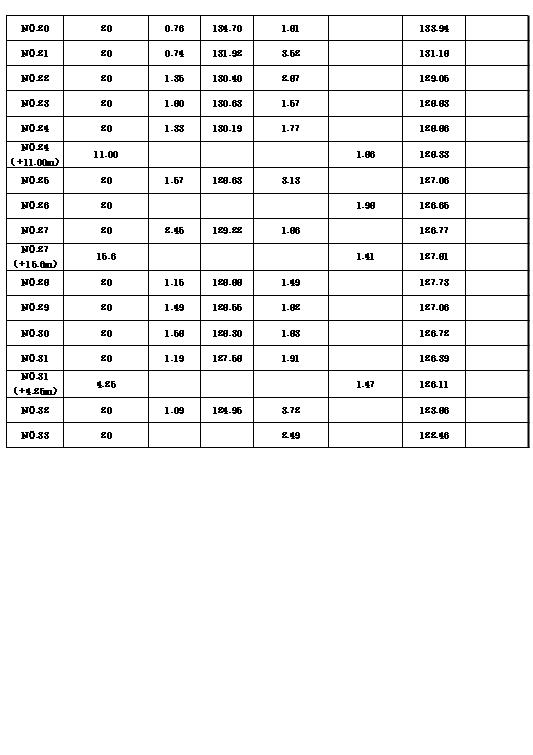 NO.20 20 0.76 134.70 1.81 133.94
NO.21 20 0.74 131.92 3.52 131.18
NO.22 20 1.35 130.40 2.87 129.05
NO.23 20 1.80 130.63 1.57 128.83
NO.24 20 1.33 130.19 1.77 128.86
NO.24
(+11.00m) 11.00 1.86 128.33
NO.25 20 1.57 128.63 3.13 127.06
NO.26 20 1.98 126.65
NO.27 20 2.45 129.22 1.86 126.77
NO.27
(+15.6m) 15.6 1.41 127.81
NO.28 20 1.15 128.88 1.49 127.73
NO.29 20 1.49 128.55 1.82 127.06
NO.30 20 1.58 128.30 1.83 126.72
NO.31 20 1.19 127.58 1.91 126.39
NO.31
(+4.25m) 4.25 1.47 126.11
NO.32 20 1.09 124.95 3.72 123.86
NO.33 20 2.49 122.46